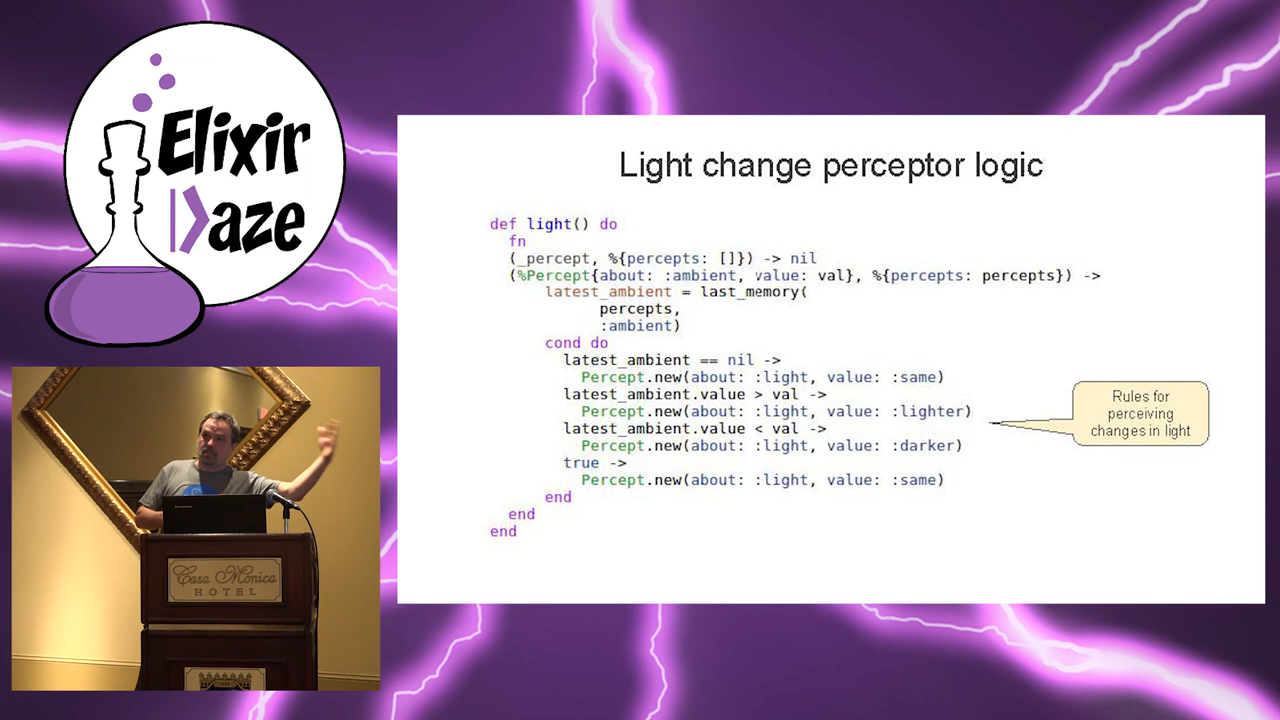 Elixir
Daze
Light change perceptor logic
def light() do
fn
(_percept, %{percepts: []}) -> nil
(%Percept{about: :ambient, value: val}, %{percepts: percepts}) ->
latest_ambient = last_memory(
percepts,
:ambient)
cond do
latest_ambient == nil ->
Percept.new(about: :light, value: :same)
latest_ambient.value > val ->
Percept.new(about: :light, value: :lighter)
latest_ambient.value < val ->
Percept.new(about: :light, value: :darker)
true ->
Percept.new(about: :light, value: :same)
end
end
end
Rules for
perceiving
changes in light
Casa Monica
HOTEL